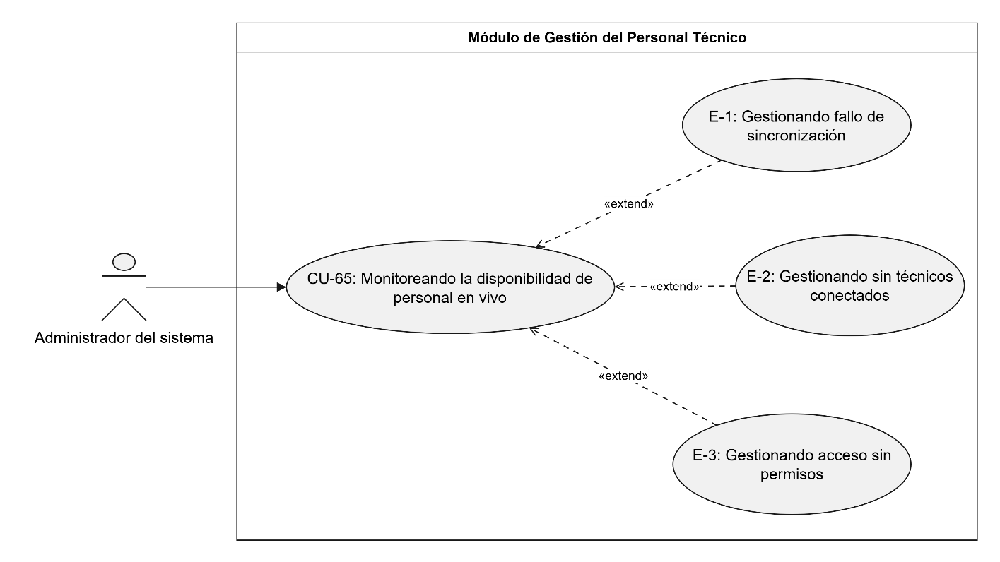 Módulo de Gestión del Personal Técnico
E-1: Gestionando fallo de
sincronización
«extend»
CU-65: Monitoreando la disponibilidad de
personal en vivo
«extend»
E-2: Gestionando sin técnicos
conectados
Administrador del sistema
«extend»
E-3: Gestionando acceso sin
permisos